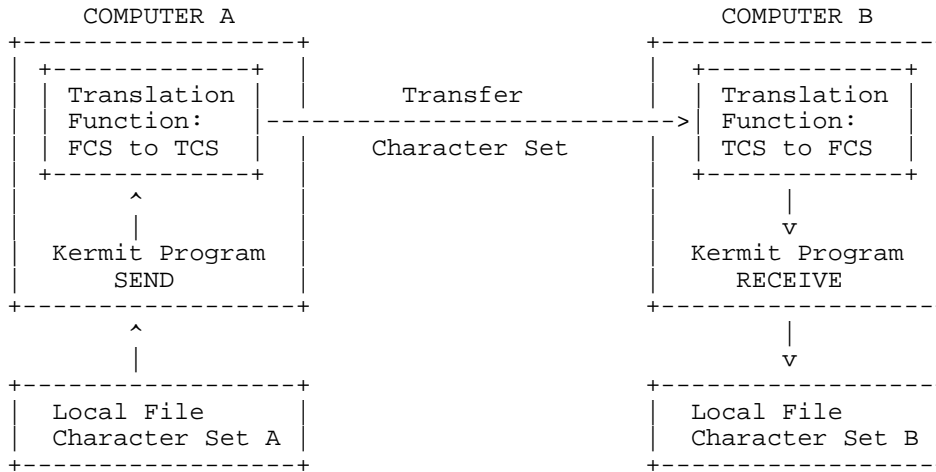 COMPUTER A
COMPUTER B
Translation
Function:
FCS to TCS
Transfer
Character Set
Translation
Function:
TCS to FCS
Kermit Program
SEND
Kermit Program
RECEIVE
Local File
Character Set A
Local File
Character Set B